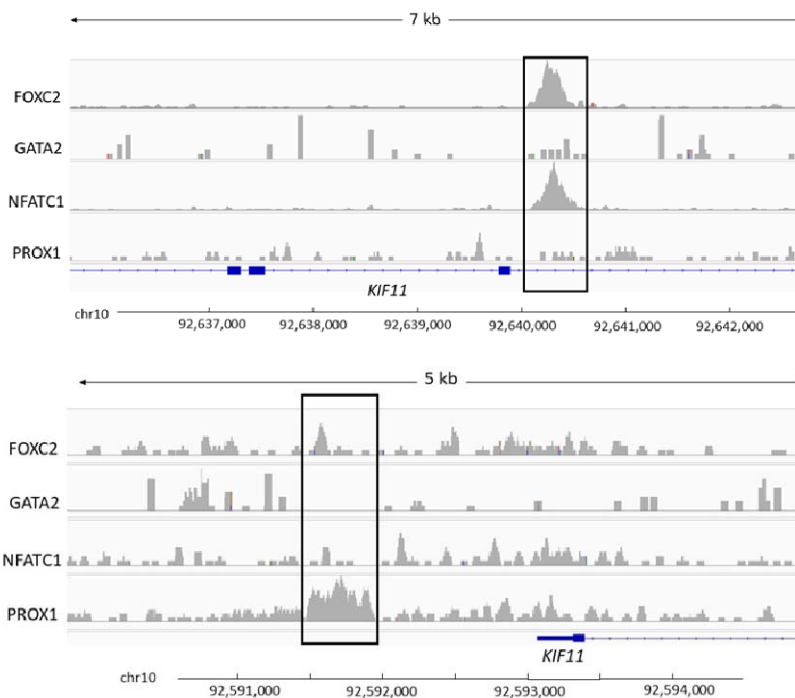 7 kb
FOXC2
GATA2
NFATC1
PROX1
KIF11
chr10
92,637,000 92,638,000 92,639,000 92,640,000 92,641,000 92,642,000
5 kb
FOXC2
GATA2
NFATC1
PROX1
KIF11
chr10
92,591,000 92,592,000 92,593,000 92,594,000